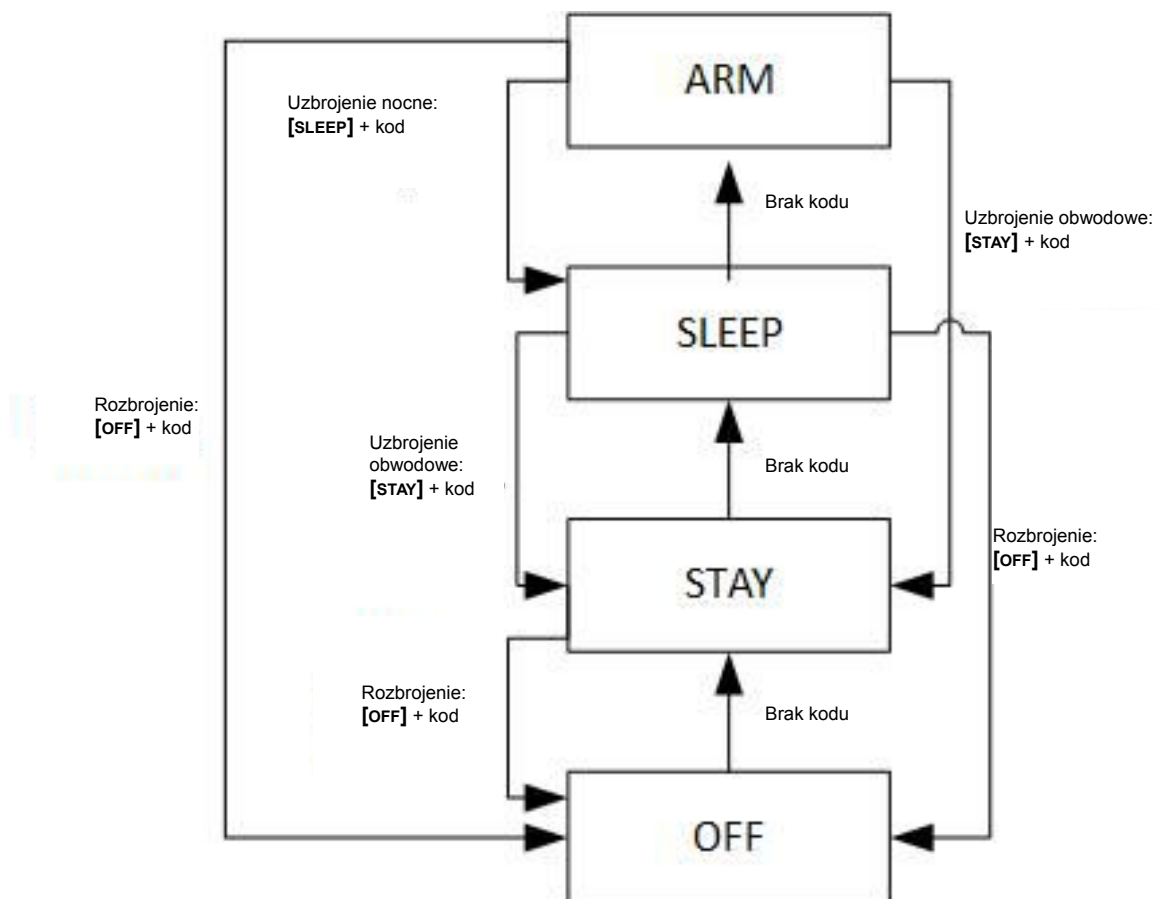 ARM
Uzbrojenie nocne:
[SLEEP] + kod
Brak kodu
Uzbrojenie obwodowe:
[STAY] + kod
SLEEP
Rozbrojenie:
[OFF] + kod
Uzbrojenie
obwodowe:
[STAY] + kod
Brak kodu
Rozbrojenie:
[OFF] + kod
STAY
Rozbrojenie:
[OFF] + kod
Brak kodu
OFF